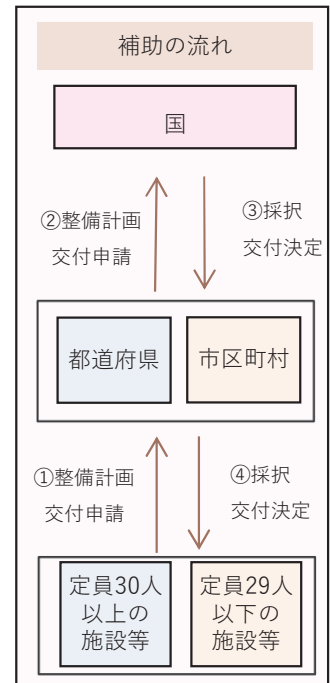 補助の流れ
国
②整備計画
交付申請
③採択
交付決定
都道府県
市区町村
①整備計画
交付申請
④採択
交付決定
定員30人
以上の
施設等
定員29人
以下の
施設等